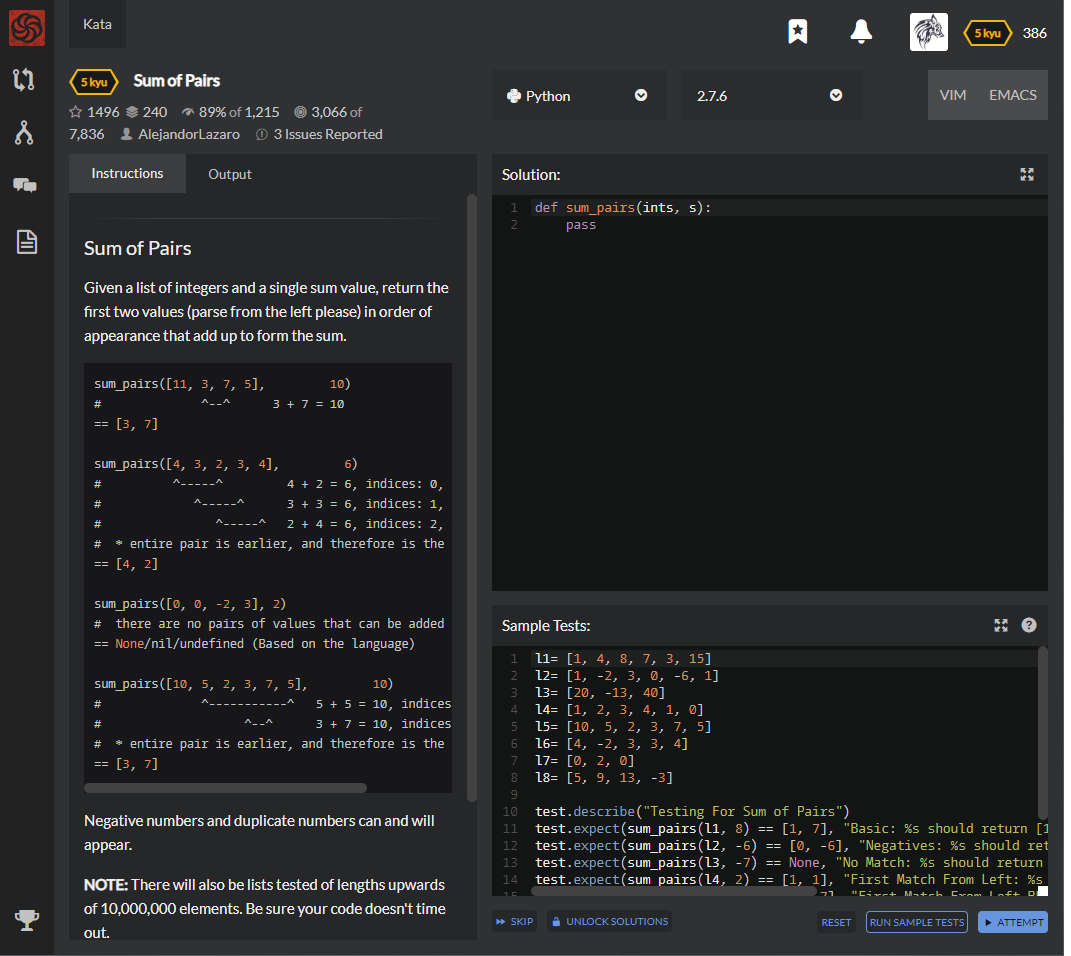 Kata
5 kyu
386
5 kyu Sum of Pairs
1496 240 89% of 1,215 3,066 of
7,836 AlejandorLazaro 3 Issues Reported
Python
2.7.6
VIM EMACS
Instructions
Output
Sum of Pairs
Given a list of integers and a single sum value, return the
first two values (parse from the left please) in order of
appearance that add up to form the sum.
sum_pairs([11, 3, 7, 5],         10)
#              ^--^      3 + 7 = 10
== [3, 7]
sum_pairs([4, 3, 2, 3, 4],         6)
#          ^-----^         4 + 2 = 6, indices: 0,
#             ^-----^      3 + 3 = 6, indices: 1,
#                ^-----^   2 + 4 = 6, indices: 2,
#  * entire pair is earlier, and therefore is the
== [4, 2]
sum_pairs([0, 0, -2, 3], 2)
#  there are no pairs of values that can be added
== None/nil/undefined (Based on the language)
sum_pairs([10, 5, 2, 3, 7, 5],         10)
#              ^-----------^   5 + 5 = 10, indices
#                    ^--^      3 + 7 = 10, indices
#  * entire pair is earlier, and therefore is the
== [3, 7]
Negative numbers and duplicate numbers can and will
appear.
NOTE: There will also be lists tested of lengths upwards
of 10,000,000 elements. Be sure your code doesn't time
out.
Solution:
1 def sum_pairs(ints, s):
2     pass
Sample Tests:
1 l1= [1, 4, 8, 7, 3, 15]
2 l2= [1, -2, 3, 0, -6, 1]
3 l3= [20, -13, 40]
4 l4= [1, 2, 3, 4, 1, 0]
5 l5= [10, 5, 2, 3, 7, 5]
6 l6= [4, -2, 3, 3, 4]
7 l7= [0, 2, 0]
8 l8= [5, 9, 13, -3]
9
10 test.describe("Testing For Sum of Pairs")
11 test.expect(sum_pairs(l1, 8) == [1, 7], "Basic: %s should return [1
12 test.expect(sum_pairs(l2, -6) == [0, -6], "Negatives: %s should ret
13 test.expect(sum_pairs(l3, -7) == None, "No Match: %s should return
14 test.expect(sum_pairs(l4, 2) == [1, 1], "First Match From Left: %s
SKIP UNLOCK SOLUTIONS
RESET RUN SAMPLE TESTS ATTEMPT